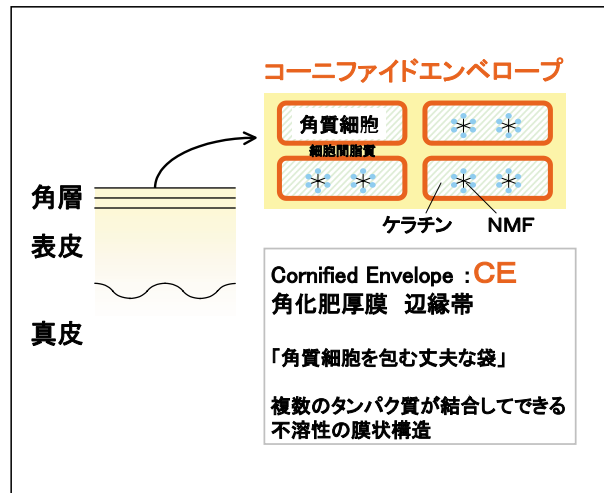 コーニファイドエンベロープ
角質細胞
細胞間脂質
ケラチン
NMF
角層
表皮
真皮
Cornified Envelope :CE
角化肥厚膜 辺縁帯
「角質細胞を包む丈夫な袋」
複数のタンパク質が結合してできる
不溶性の膜状構造